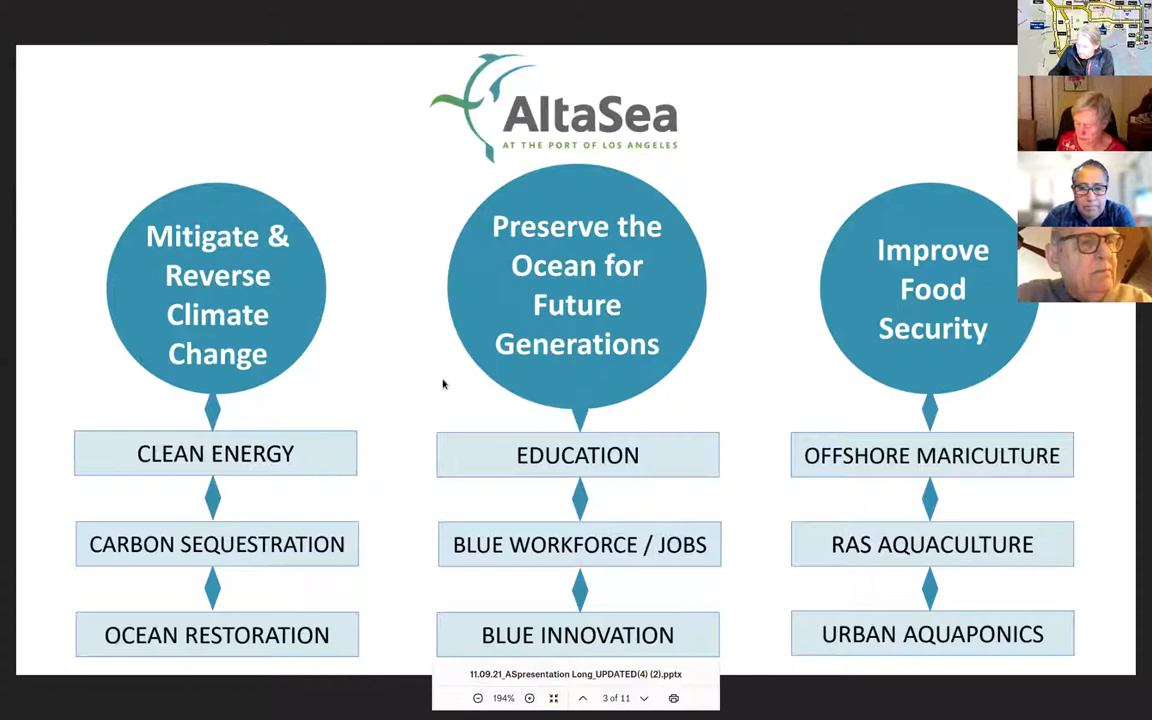 AltaSea
AT THE PORT OF LOS ANGELES
Mitigate &
Reverse
Climate
Change
CLEAN ENERGY
CARBON SEQUESTRATION
OCEAN RESTORATION
Preserve the
Ocean for
Future
Generations
EDUCATION
BLUE WORKFORCE / JOBS
BLUE INNOVATION
Improve
Food
Security
OFFSHORE MARICULTURE
RAS AQUACULTURE
URBAN AQUAPONICS
11.09.21_ASpresentation Long_UPDATED(4) (2).pptx
194%
3 of 11